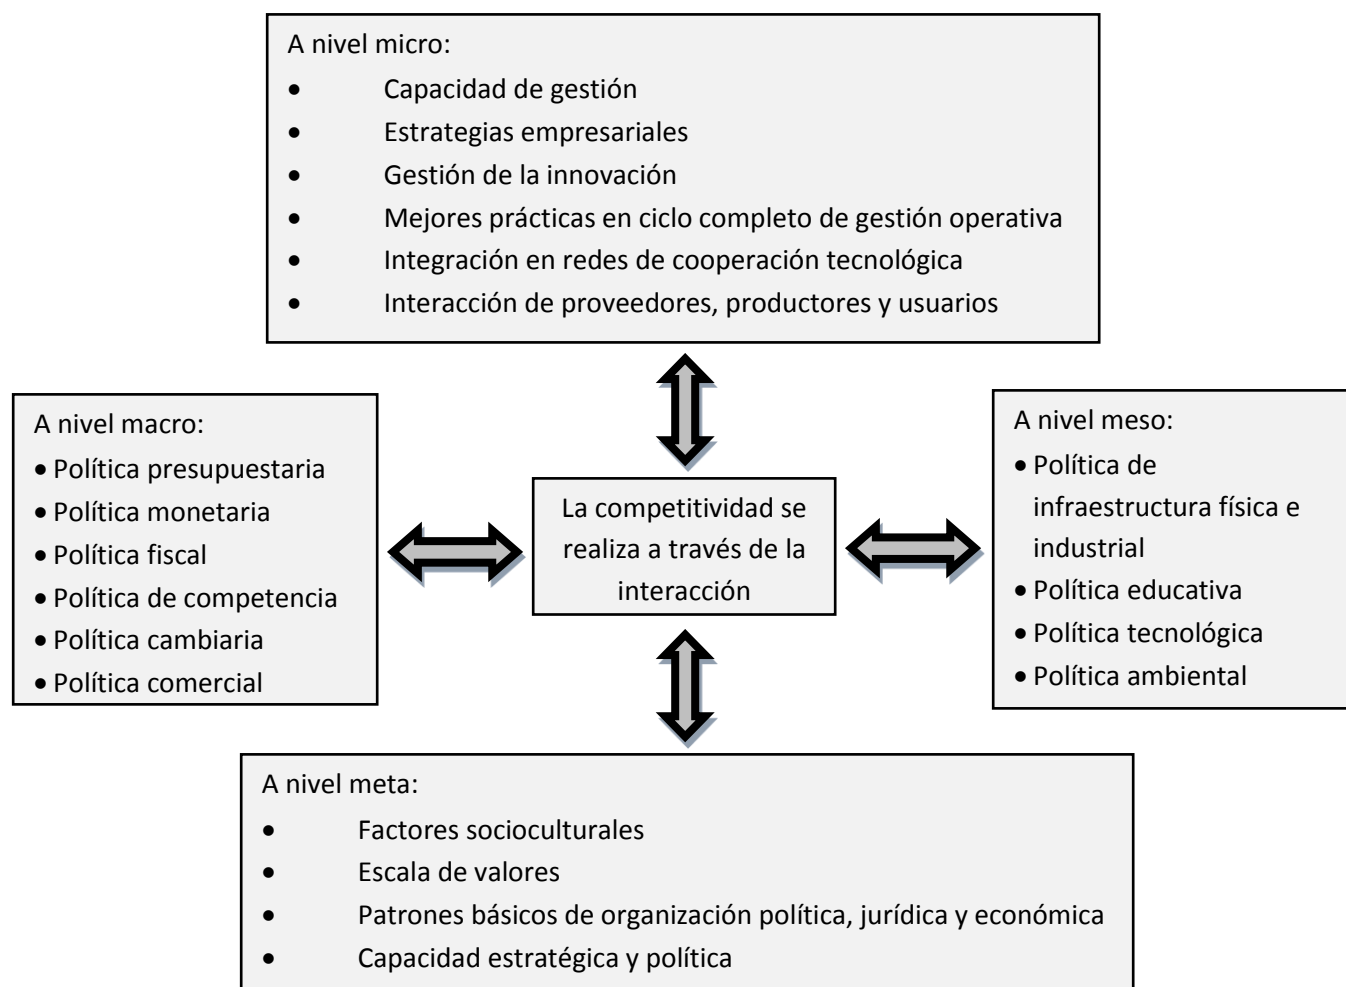 A nivel micro:
• Capacidad de gestión
• Estrategias empresariales
• Gestión de la innovación
• Mejores prácticas en ciclo completo de gestión operativa
• Integración en redes de cooperación tecnológica
• Interacción de proveedores, productores y usuarios
A nivel macro:
• Política presupuestaria
• Política monetaria
• Política fiscal
• Política de competencia
• Política cambiaria
• Política comercial
La competitividad se
realiza a través de la
interacción
A nivel meso:
• Política de
infraestructura física e
industrial
• Política educativa
• Política tecnológica
• Política ambiental
A nivel meta:
• Factores socioculturales
• Escala de valores
• Patrones básicos de organización política, jurídica y económica
• Capacidad estratégica y política